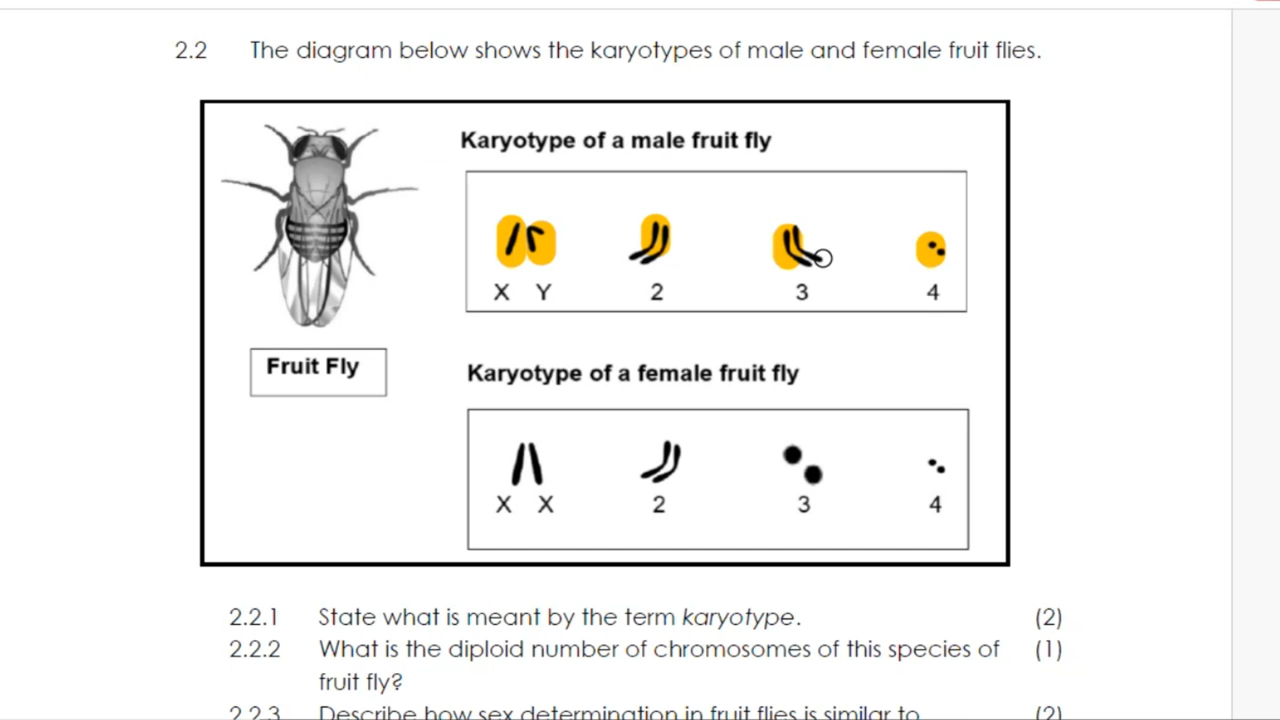 2.2 The diagram below shows the karyotypes of male and female fruit flies.
Karyotype of a male fruit fly
X Y 2 3 4
Fruit Fly
Karyotype of a female fruit fly
X X 2 3 4
2.2.1 State what is meant by the term karyotype. (2)
2.2.2 What is the diploid number of chromosomes of this species of (1)
fruit fly?
2.2.3 Describe how sex determination in fruit flies is similar to (2)